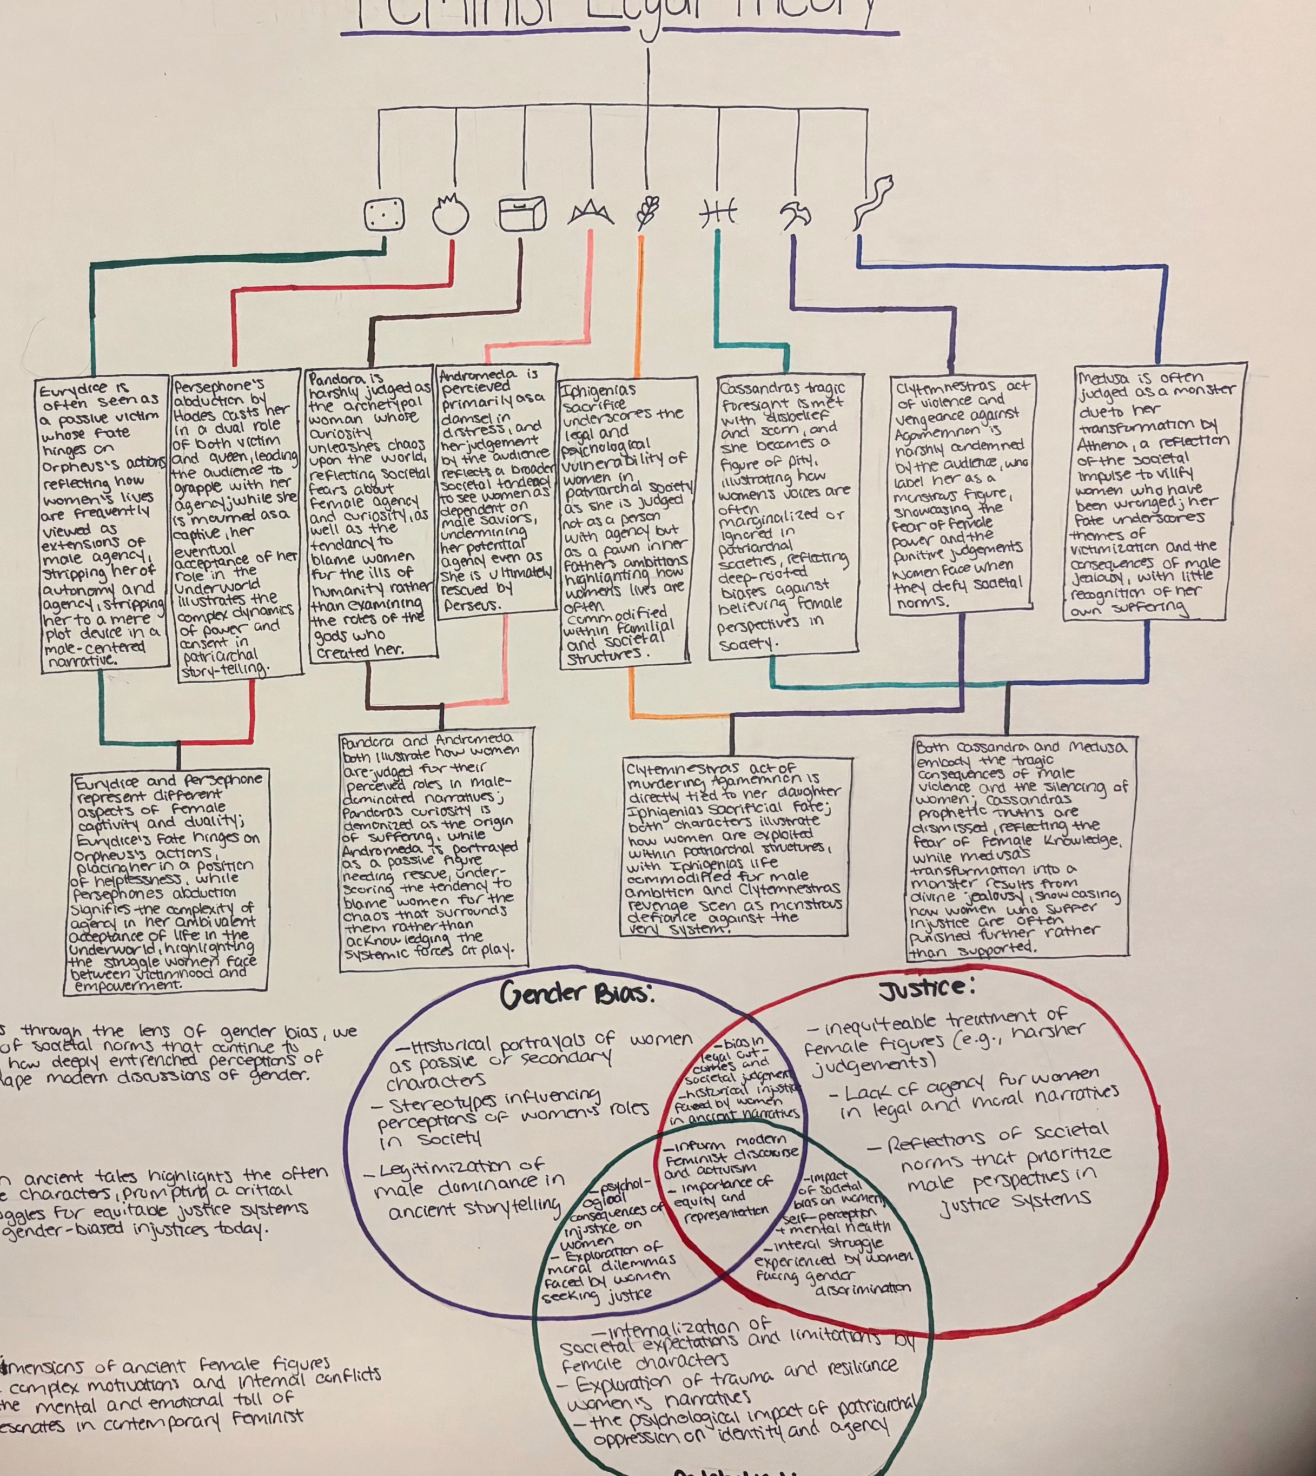 Feminist Legal Theory
Eurydice is
often seen as
a passive victim
whose fate
hinges on
Orpheus's actions
reflecting how
women's lives
are frequently
viewed as
extensions of
male agency,
stripping her of
autonomy and
agency, stripping
her to a mere
plot device in a
male-centered
narrative.
Persephone's
abduction by
Hades casts her
in a dual role
of both victim
and queen, leading
the audience to
grapple with her
agency; while she
is mourned as a
captive, her
eventual
acceptance of her
role in the
underworld
illustrates the
complex dynamics
of power and
consent in
patriarchal
story-telling.
Pandora is
harshly judged as
the archetypal
woman whose
curiosity
unleashes chaos
upon the world,
reflecting societal
fears about
female agency
and curiosity, as
well as the
tendancy to
blame women
for the ills of
humanity rather
than examining
the roles of the
gods who
created her.
Andromeda is
percieved
primarily as a
damsel in
distress, and
her judgement
by the audience
reflects a broader
societal tendency
to see women as
dependent on
male saviors,
undermining
her potential
agency even as
she is ultimately
rescued by
Perseus.
Iphigenias
sacrifice
underscores the
legal and
psychological
vulnerability of
women in
patriarchal society
as she is judged
not as a person
with agency but
as a pawn in her
father's ambitions
highlighting how
women's lives are
often
commodified
within familial
and societal
structures.
Cassandras tragic
foresight is met
with disbelief
and scorn, and
she becomes a
figure of pity,
illustrating how
womens voices are
often
marginalized or
ignored in
patriarchal
societies, reflecting
deep-rooted
biases against
believing female
perspectives in
society.
Clytemnestras act
of violence and
vengeance against
Agamemnon is
harshly condemned
by the audience, who
label her as a
monstrous figure,
showcasing the
fear of female
power and the
punitive judgements
women face when
they defy societal
norms.
Medusa is often
judged as a monster
due to her
transformation by
Athena, a reflection
of the societal
impulse to villify
women who have
been wronged; her
fate underscores
themes of
victimization and the
consequences of male
jealousy, with little
recognition of her
own suffering
Eurydice and Persephone
represent different
aspects of female
captivity and duality;
Eurydice's fate hinges on
Orpheus's actions,
placing her in a position
of helplessness, while
Persephones abduction
signifies the complexity of
agency in her ambivalent
acceptance of life in the
underworld, highlighting
the struggle women face
between victimhood and
empowerment.
Pandora and Andromeda
both illustrate how women
are judged for their
perceived roles in male-
dominated narratives;
Pandoras curiosity is
demonized as the origin
of suffering, while
Andromeda is portrayed
as a passive figure
needing rescue, under-
scoring the tendency to
blame women for the
chaos that surrounds
them rather than
acknowledging the
systemic forces at play.
Clytemnestras act of
murdering Agamemnon is
directly tied to her daughter
Iphigenias sacrificial fate;
both characters illustrate
how women are exploited
within patriarchal structures,
with Iphigenias life
commodified for male
ambition and Clytemnestras
revenge seen as monstrous
defiance against the
very system.
Both Cassandra and Medusa
embody the tragic
consequences of male
violence and the silencing of
women; Cassandras
prophetic truths are
dismissed, reflecting the
fear of female knowledge,
while medusas
transformation into a
monster results from
divine jealousy, showcasing
how women who suffer
injustice are often
punished further rather
than supported.
s through the lens of gender bias, we
of societal norms that continue to
how deeply entrenched perceptions of
ape modern discussions of gender.
n ancient tales highlights the often
e characters, prompting a critical
uggles for equitable justice systems
gender-biased injustices today.
imensions of ancient female figures
complex motivations and internal conflicts
the mental and emotional toll of
esonates in contemporary feminist
Gender Bias:
-Historical portrayals of women
as passive or secondary
characters
- Stereotypes influencing
perceptions of women's roles
in society
- Legitimization of
male dominance in
ancient storytelling
Justice:
- inequiteable treatment of
female figures (e.g., harsher
judgements)
- Lack of agency for women
in legal and moral narratives
- Reflections of societal
norms that prioritize
male perspectives in
justice systems
-bias in
legal out-
comes and
societal judgement
-historical injustice
faced by women
in ancient narratives
-inform modern
feminist discourse
and activism
- importance of
equity and
representation
-psychol-
ogical
consequences of
injustice on
women
- Exploration of
moral dilemmas
faced by women
seeking justice
-impact
of societal
bias on womens
self-perception
+ mental health
-interal struggle
experienced by women
facing gender
discrimination
-internalization of
societal expectations and limitations by
female characters
- Exploration of trauma and resiliance
women's narratives
- the psychological impact of patriarchal
oppression on identity and agency